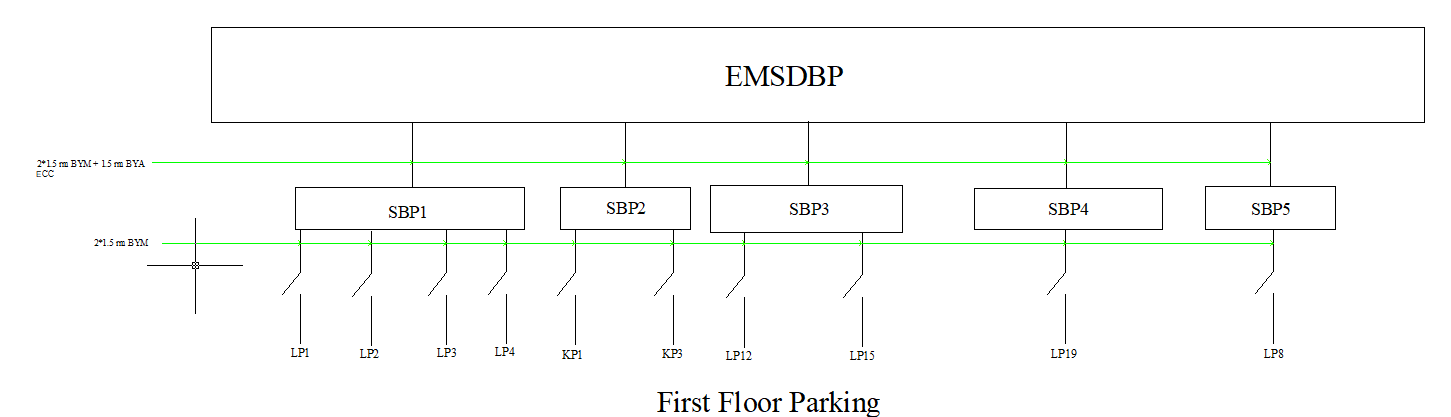 EMSDBP
2*1.5 rm BYM + 1.5 rm BYA
ECC
SBP1 SBP2 SBP3 SBP4 SBP5
2*1.5 rm BYM
LP1 LP2 LP3 LP4 KP1 KP3 LP12 LP15 LP19 LP8
First Floor Parking